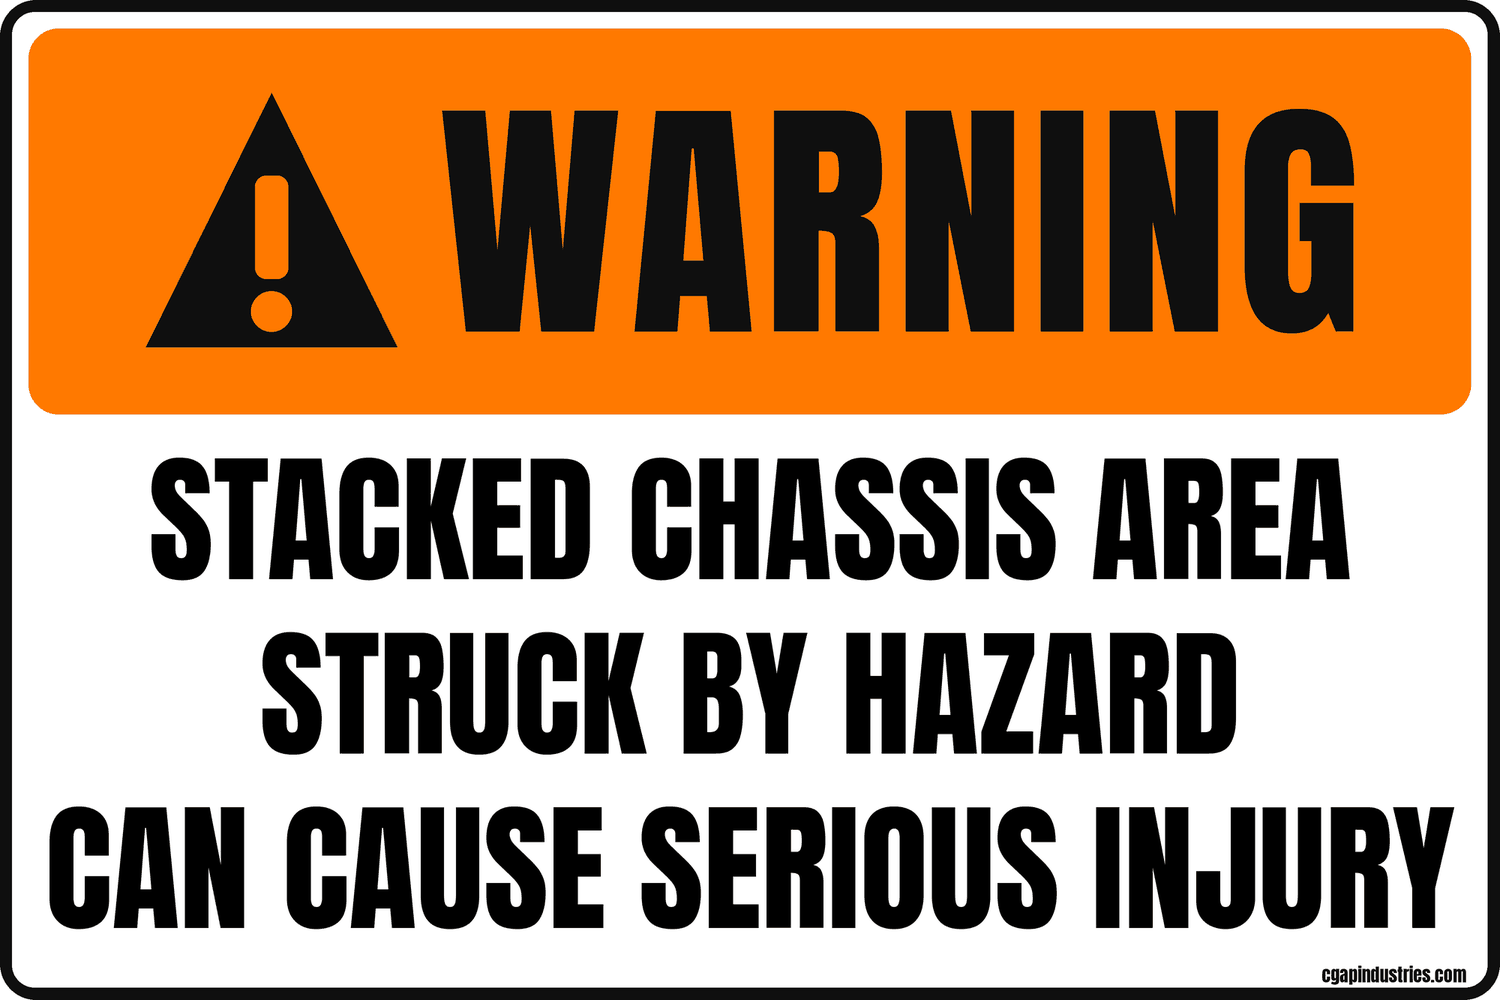 WARNING
STACKED CHASSIS AREA
STRUCK BY HAZARD
CAN CAUSE SERIOUS INJURY
cgapindustries.com